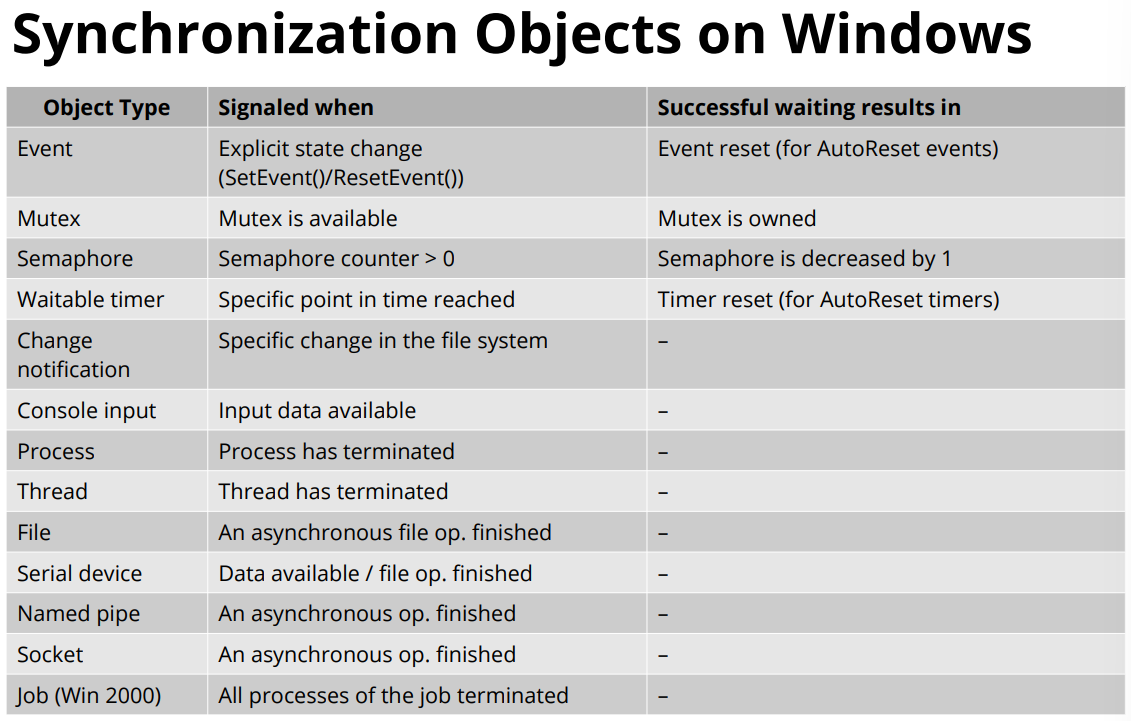 Synchronization Objects on Windows
Object Type Signaled when Successful waiting results in
Event Explicit state change Event reset (for AutoReset events)
(SetEvent()/ResetEvent())
Mutex Mutex is available Mutex is owned
Semaphore Semaphore counter > 0 Semaphore is decreased by 1
Waitable timer Specific point in time reached Timer reset (for AutoReset timers)
Change Specific change in the file system –
notification
Console input Input data available –
Process Process has terminated –
Thread Thread has terminated –
File An asynchronous file op. finished –
Serial device Data available / file op. finished –
Named pipe An asynchronous op. finished –
Socket An asynchronous op. finished –
Job (Win 2000) All processes of the job terminated –